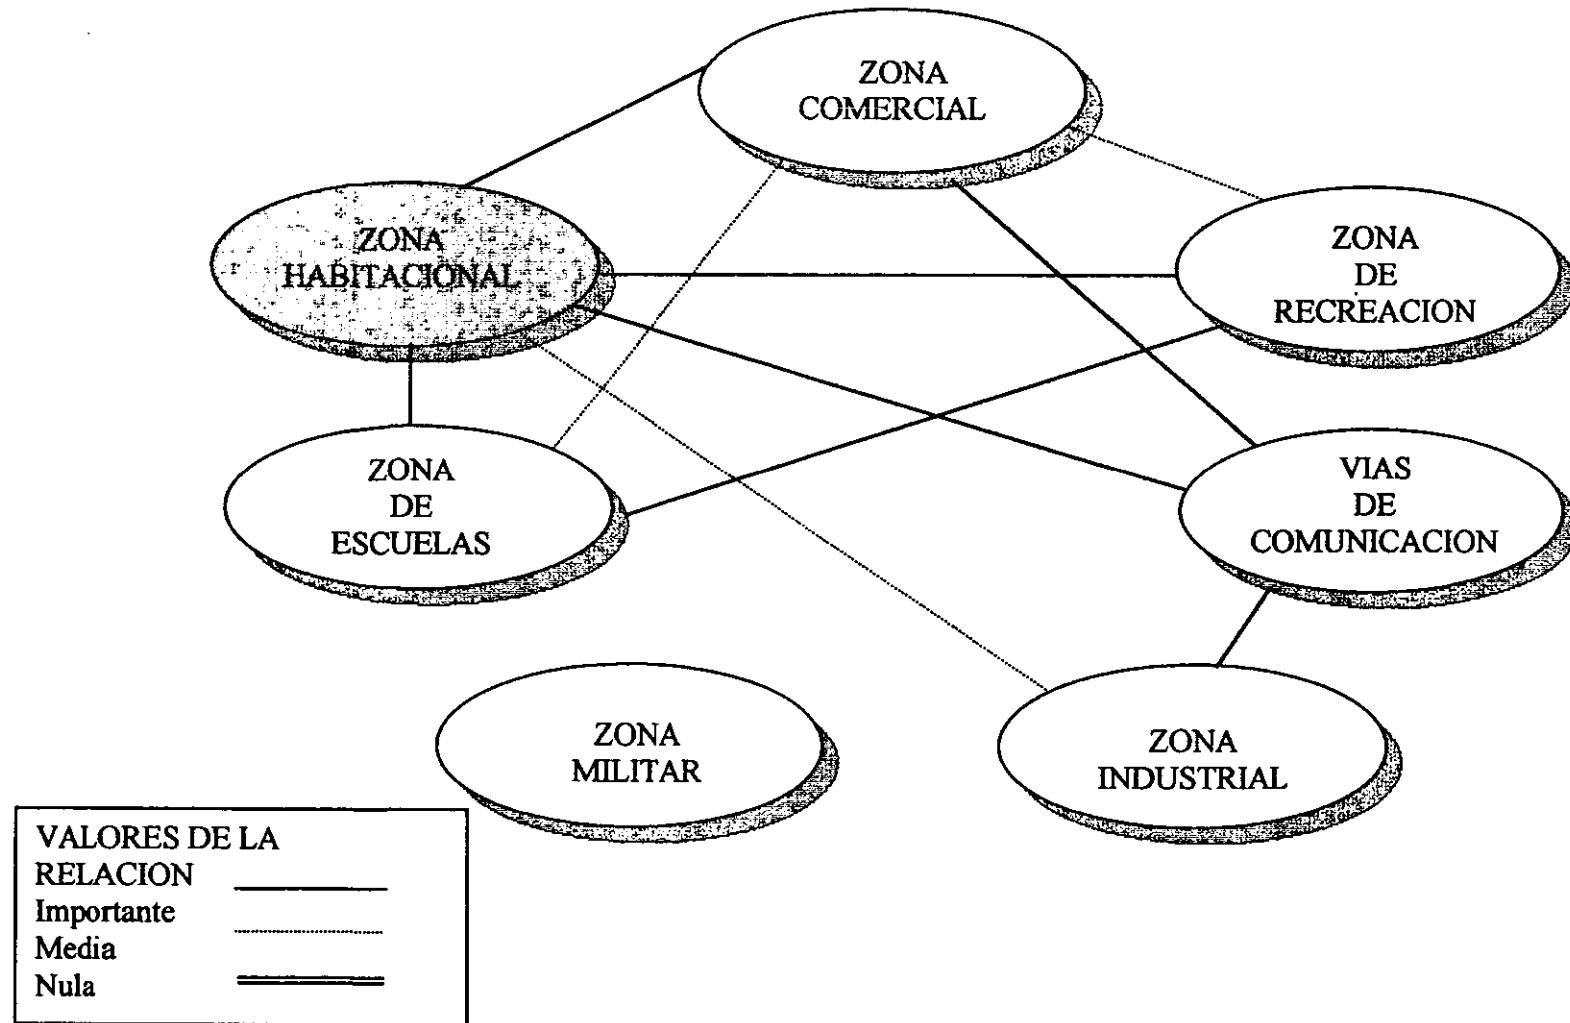 ZONA
COMERCIAL
ZONA
HABITACIONAL
ZONA
DE
RECREACION
ZONA
DE
ESCUELAS
VIAS
DE
COMUNICACION
ZONA
MILITAR
ZONA
INDUSTRIAL
VALORES DE LA
RELACION
Importante
Media
Nula